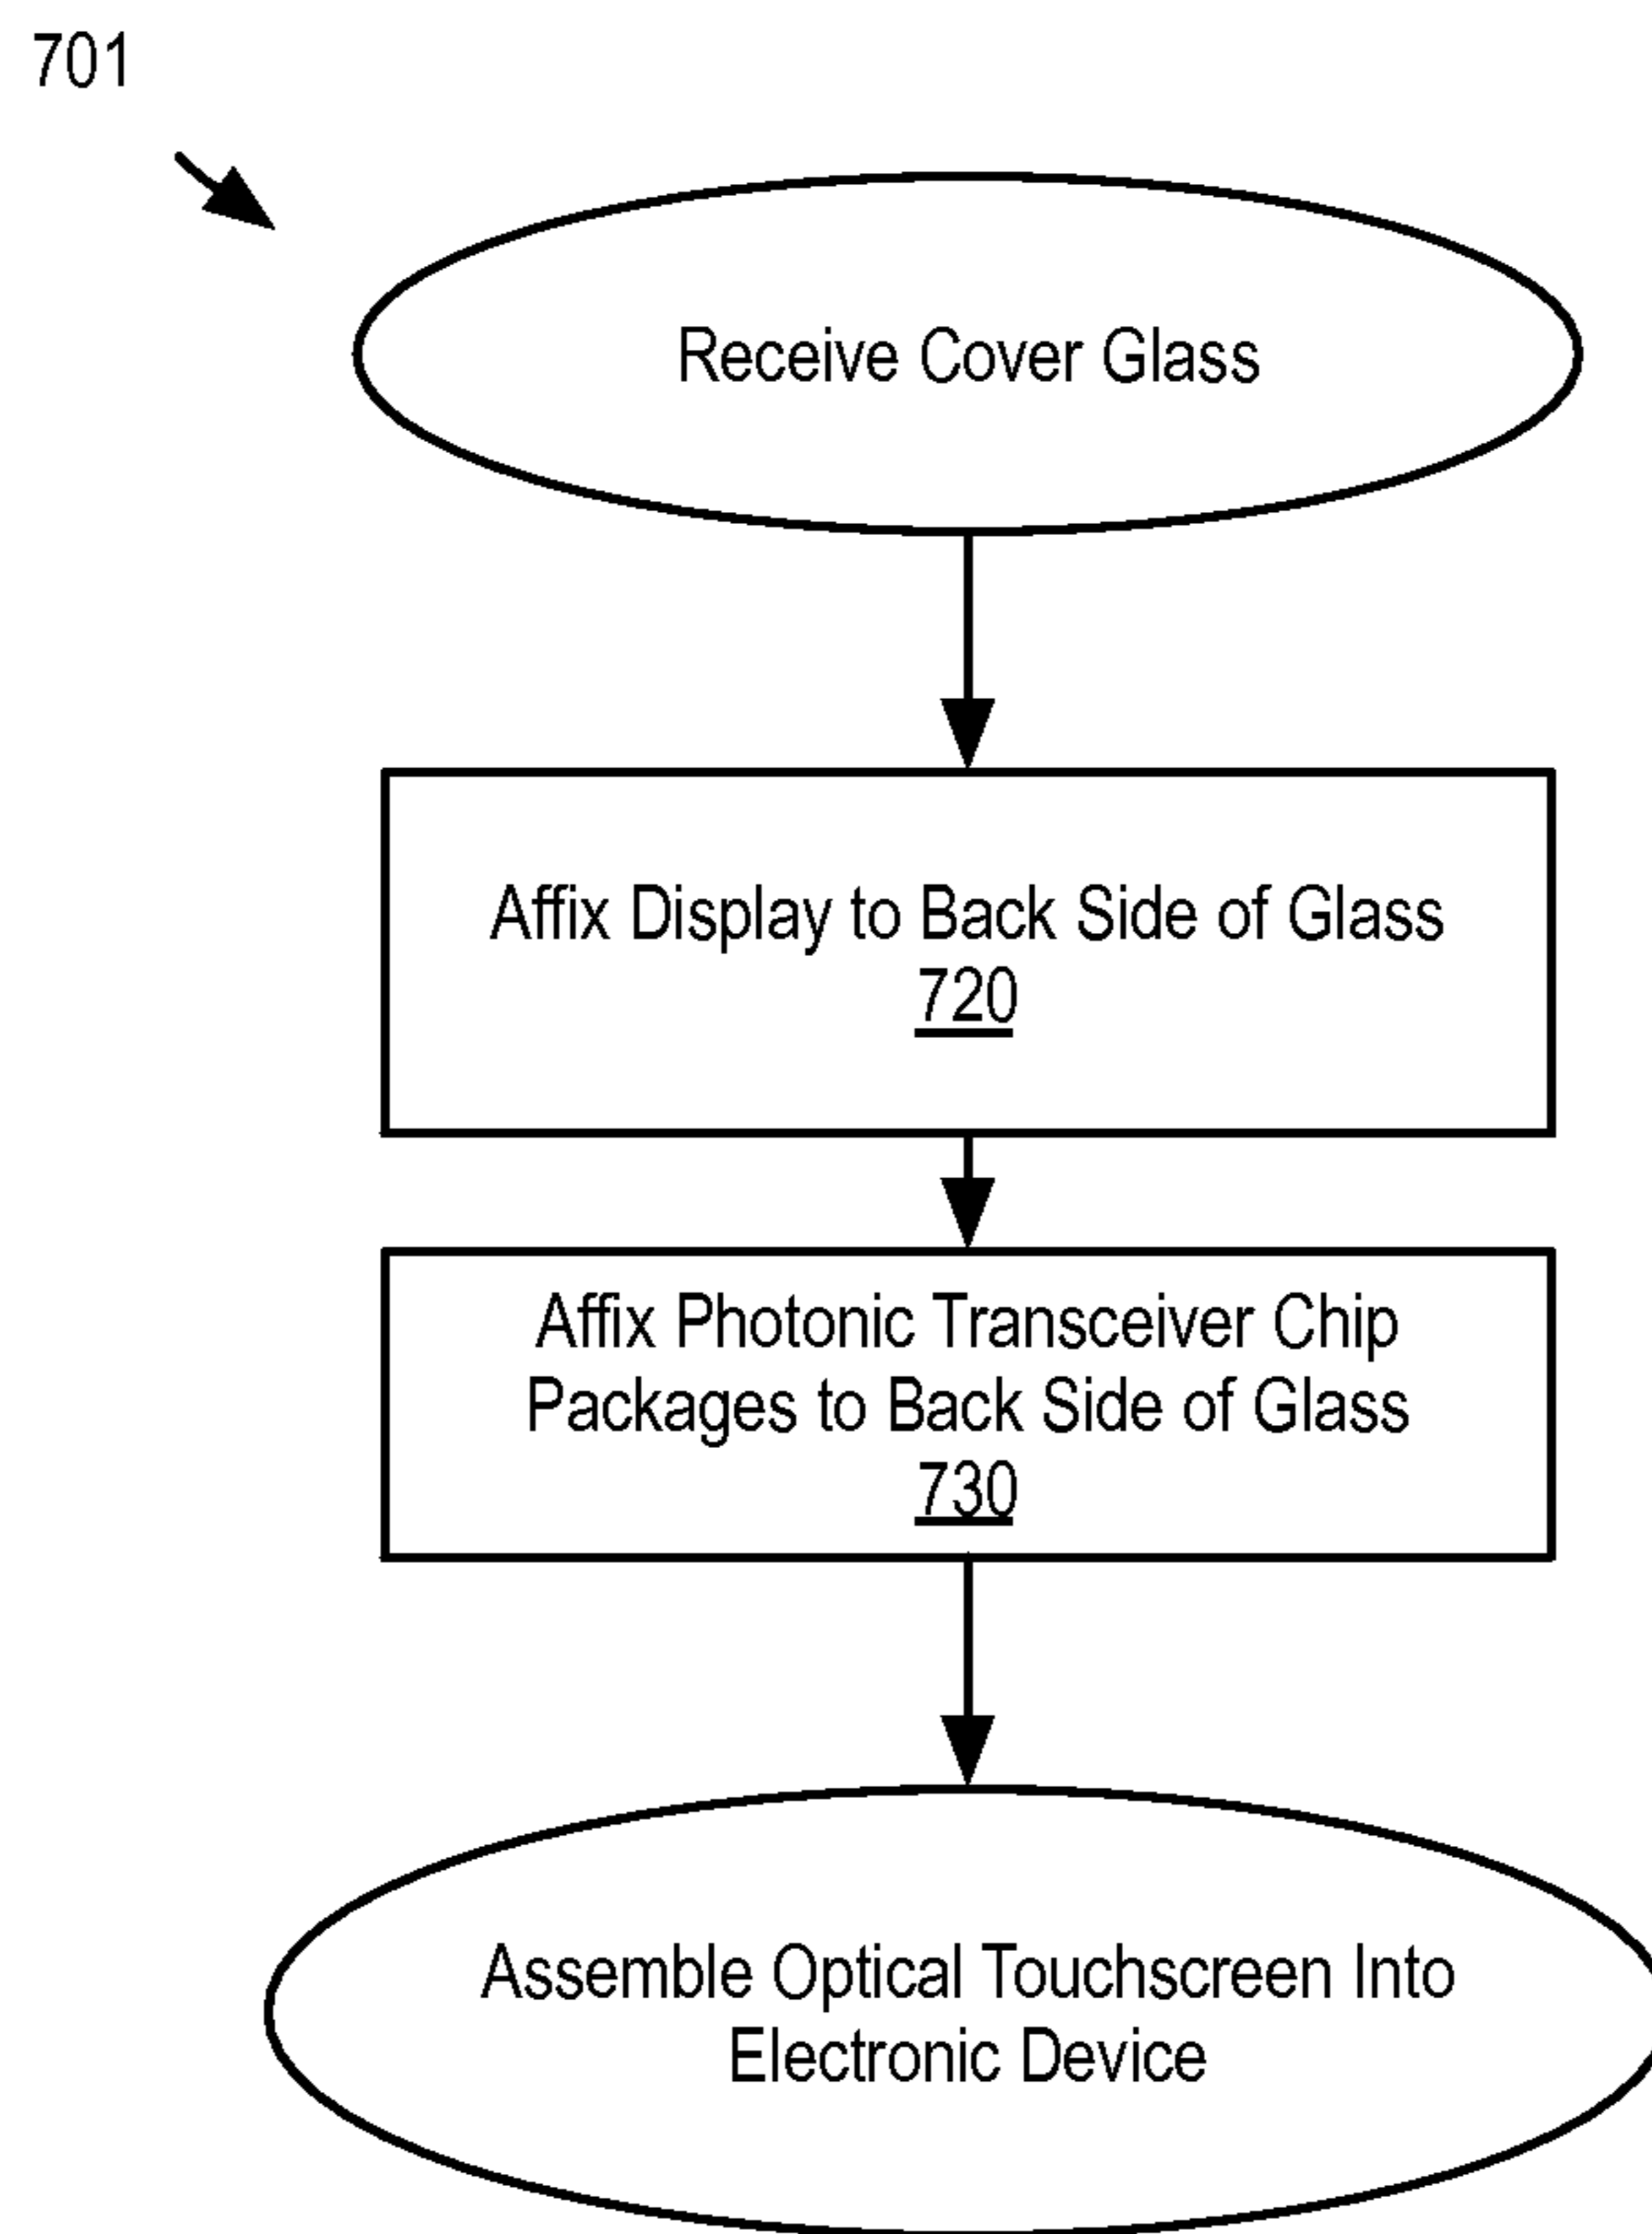 701
Receive Cover Glass
Affix Display to Back Side of Glass
720
Affix Photonic Transceiver Chip
Packages to Back Side of Glass
730
Assemble Optical Touchscreen Into
Electronic Device